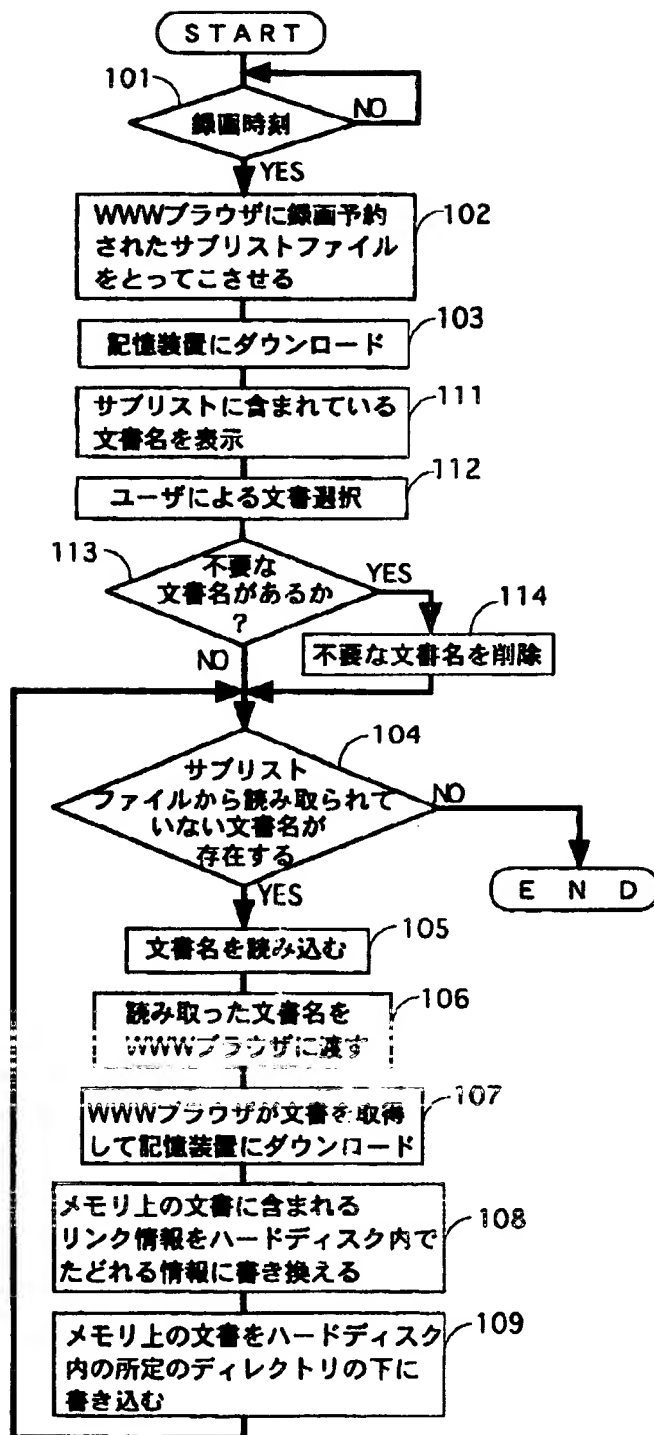 START
101
録画時刻
NO
YES
WWWブラウザに録画予約
されたサブリストファイル
をとってこさせる
102
103
記憶装置にダウンロード
サブリストに含まれている
文書名を表示
111
112
ユーザによる文書選択
113
不要な
文書名があるか
?
YES
114
NO
不要な文書名を削除
104
サブリスト
ファイルから読み取られて
いない文書名が
存在する
NO
YES
END
文書名を読み込む
105
読み取った文書名を
WWWブラウザに渡す
106
WWWブラウザが文書を取得
して記憶装置にダウンロード
107
メモリ上の文書に含まれる
リンク情報をハードディスク内で
たどれる情報に書き換える
108
メモリ上の文書をハードディスク
内の所定のディレクトリの下に
書き込む
109